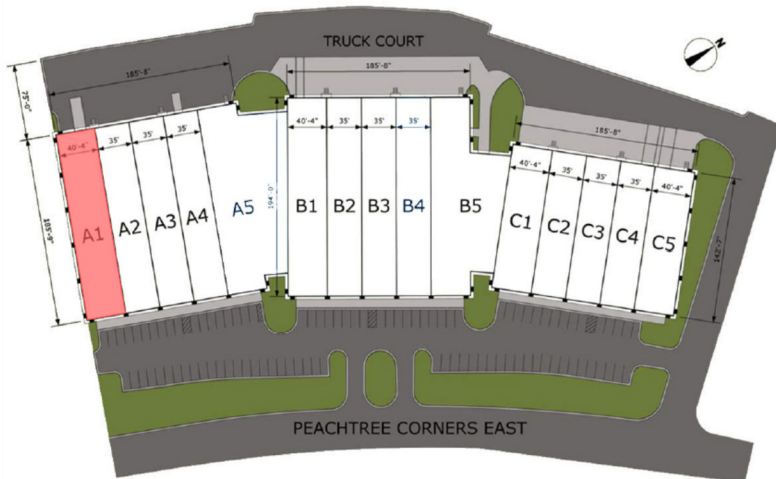 TRUCK COURT
N
185'-8"
185'-8"
75'-0"
185'-8"
40'-4"
35'
35'
35'
40'-4"
35'
35'
35'
40'-4"
35'
35'
35'
40'-4"
194'-0"
185'-9"
142'-7"
A1
A2
A3
A4
A5
B1
B2
B3
B4
B5
C1
C2
C3
C4
C5
PEACHTREE CORNERS EAST